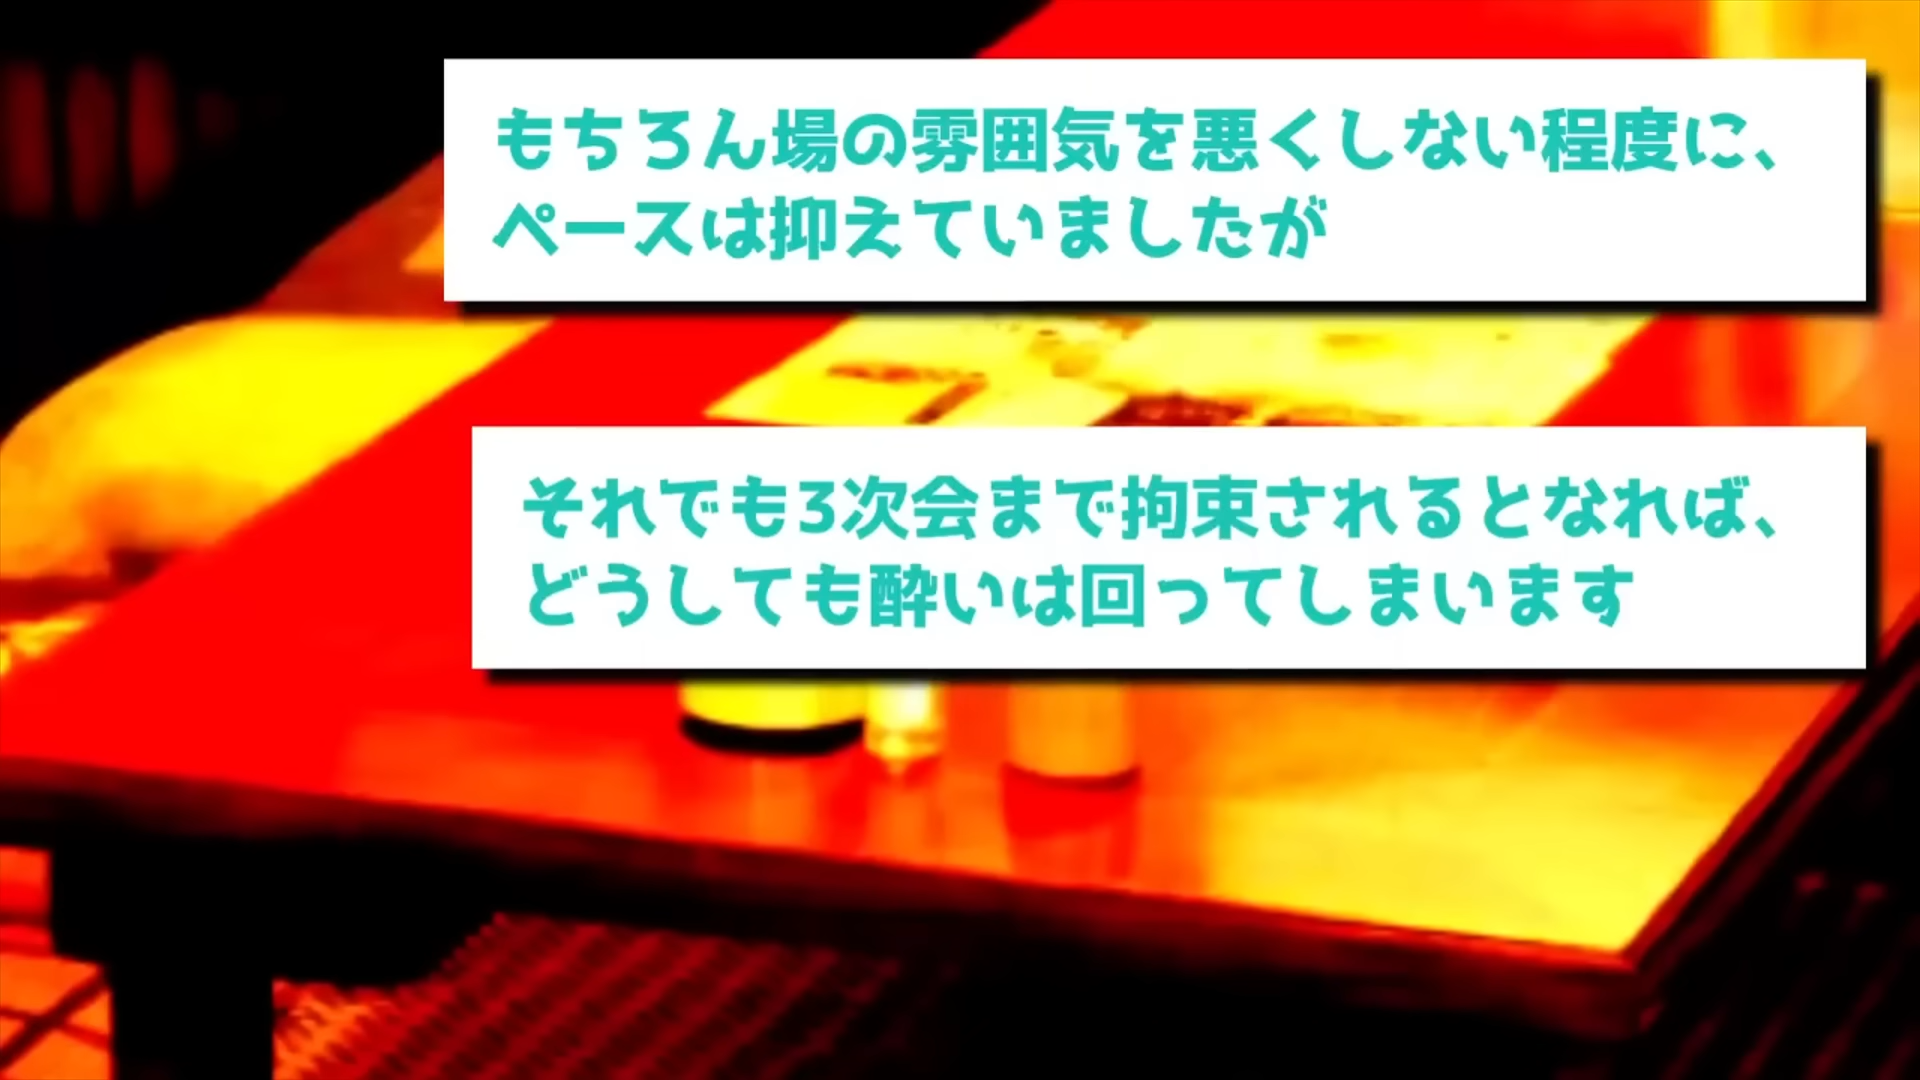 もちろん場の雰囲気を悪くしない程度に、
ペースは抑えていましたが
それでも3次会まで拘束されるとなれば、
どうしても酔いは回ってしまいます